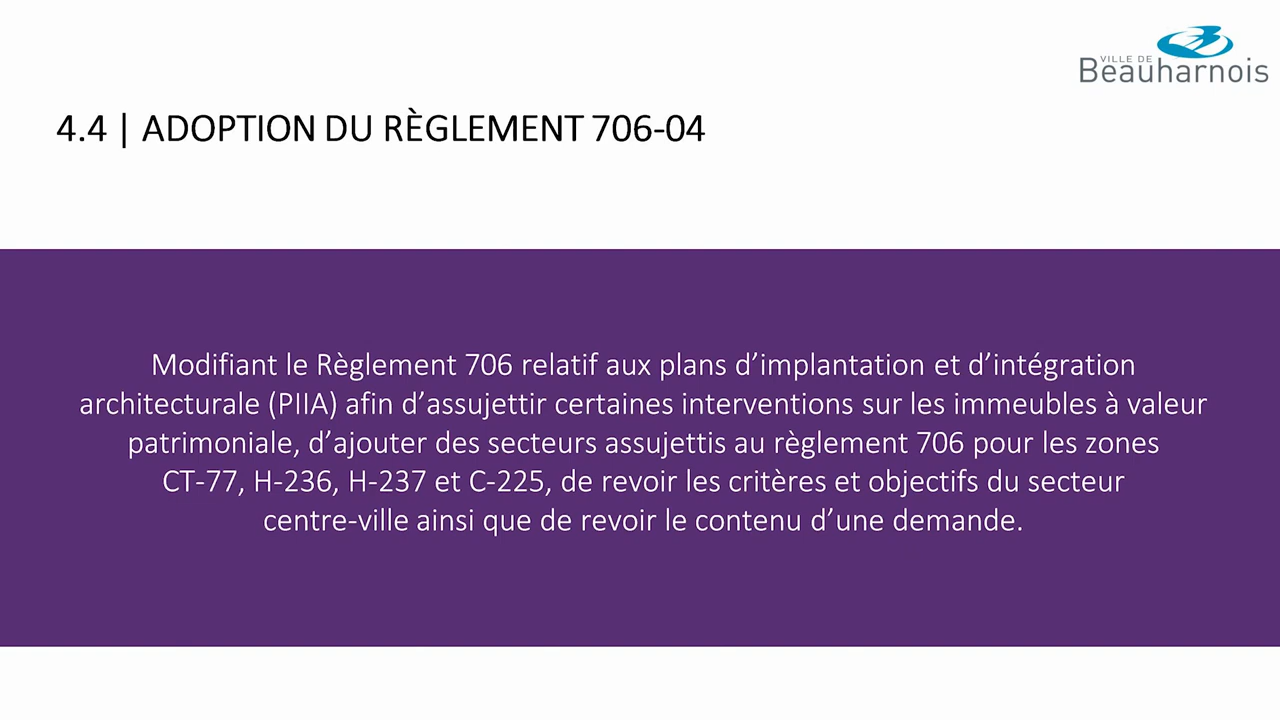 VILLE DE
Beauharnois
4.4 | ADOPTION DU RÈGLEMENT 706-04
Modifiant le Règlement 706 relatif aux plans d’implantation et d’intégration
architecturale (PIIA) afin d’assujettir certaines interventions sur les immeubles à valeur
patrimoniale, d’ajouter des secteurs assujettis au règlement 706 pour les zones
CT-77, H-236, H-237 et C-225, de revoir les critères et objectifs du secteur
centre-ville ainsi que de revoir le contenu d’une demande.